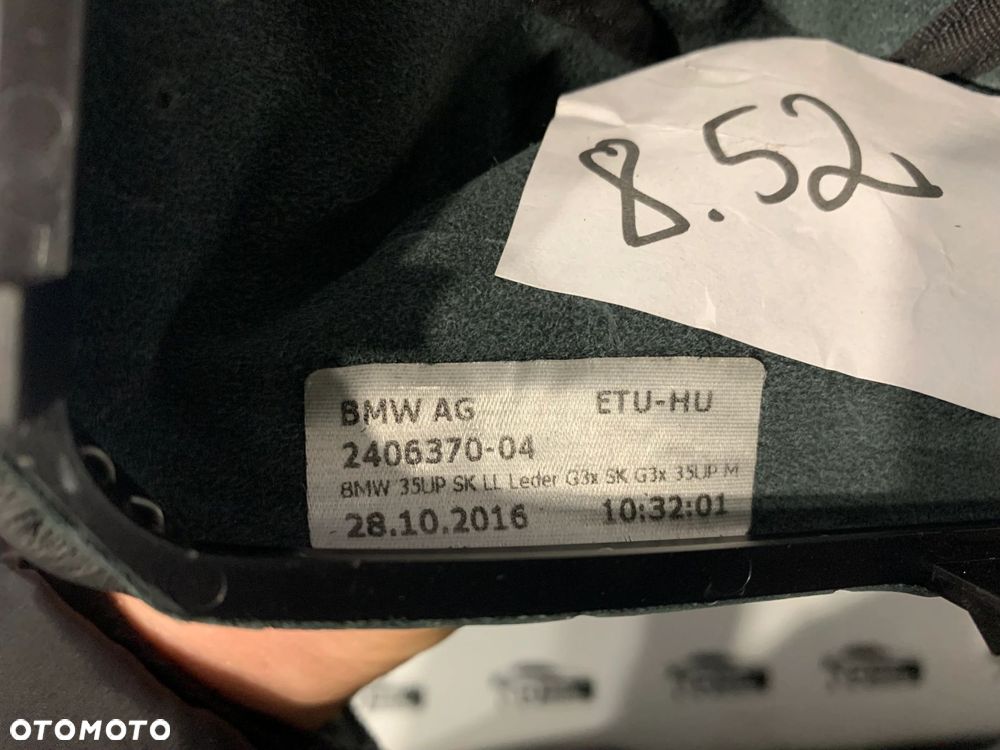 8.52
BMW AG ETU-HU
2406370-04
BMW 35UP SK LL Leder G3x SK G3x 35UP M
28.10.2016 10:32:01
OTOMOTO